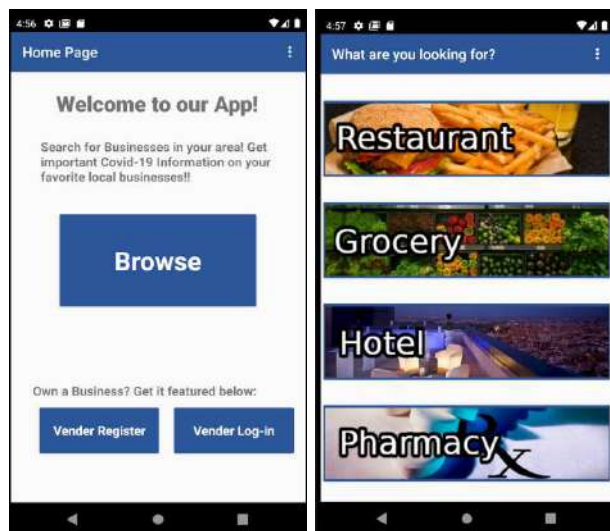 4:56
Home Page
Welcome to our App!
Search for Businesses in your area! Get
important Covid-19 Information on your
favorite local businesses!!
Browse
Own a Business? Get it featured below:
Vender Register
Vender Log-in
4:57
What are you looking for?
Restaurant
Grocery
Hotel
Pharmacy
Rx